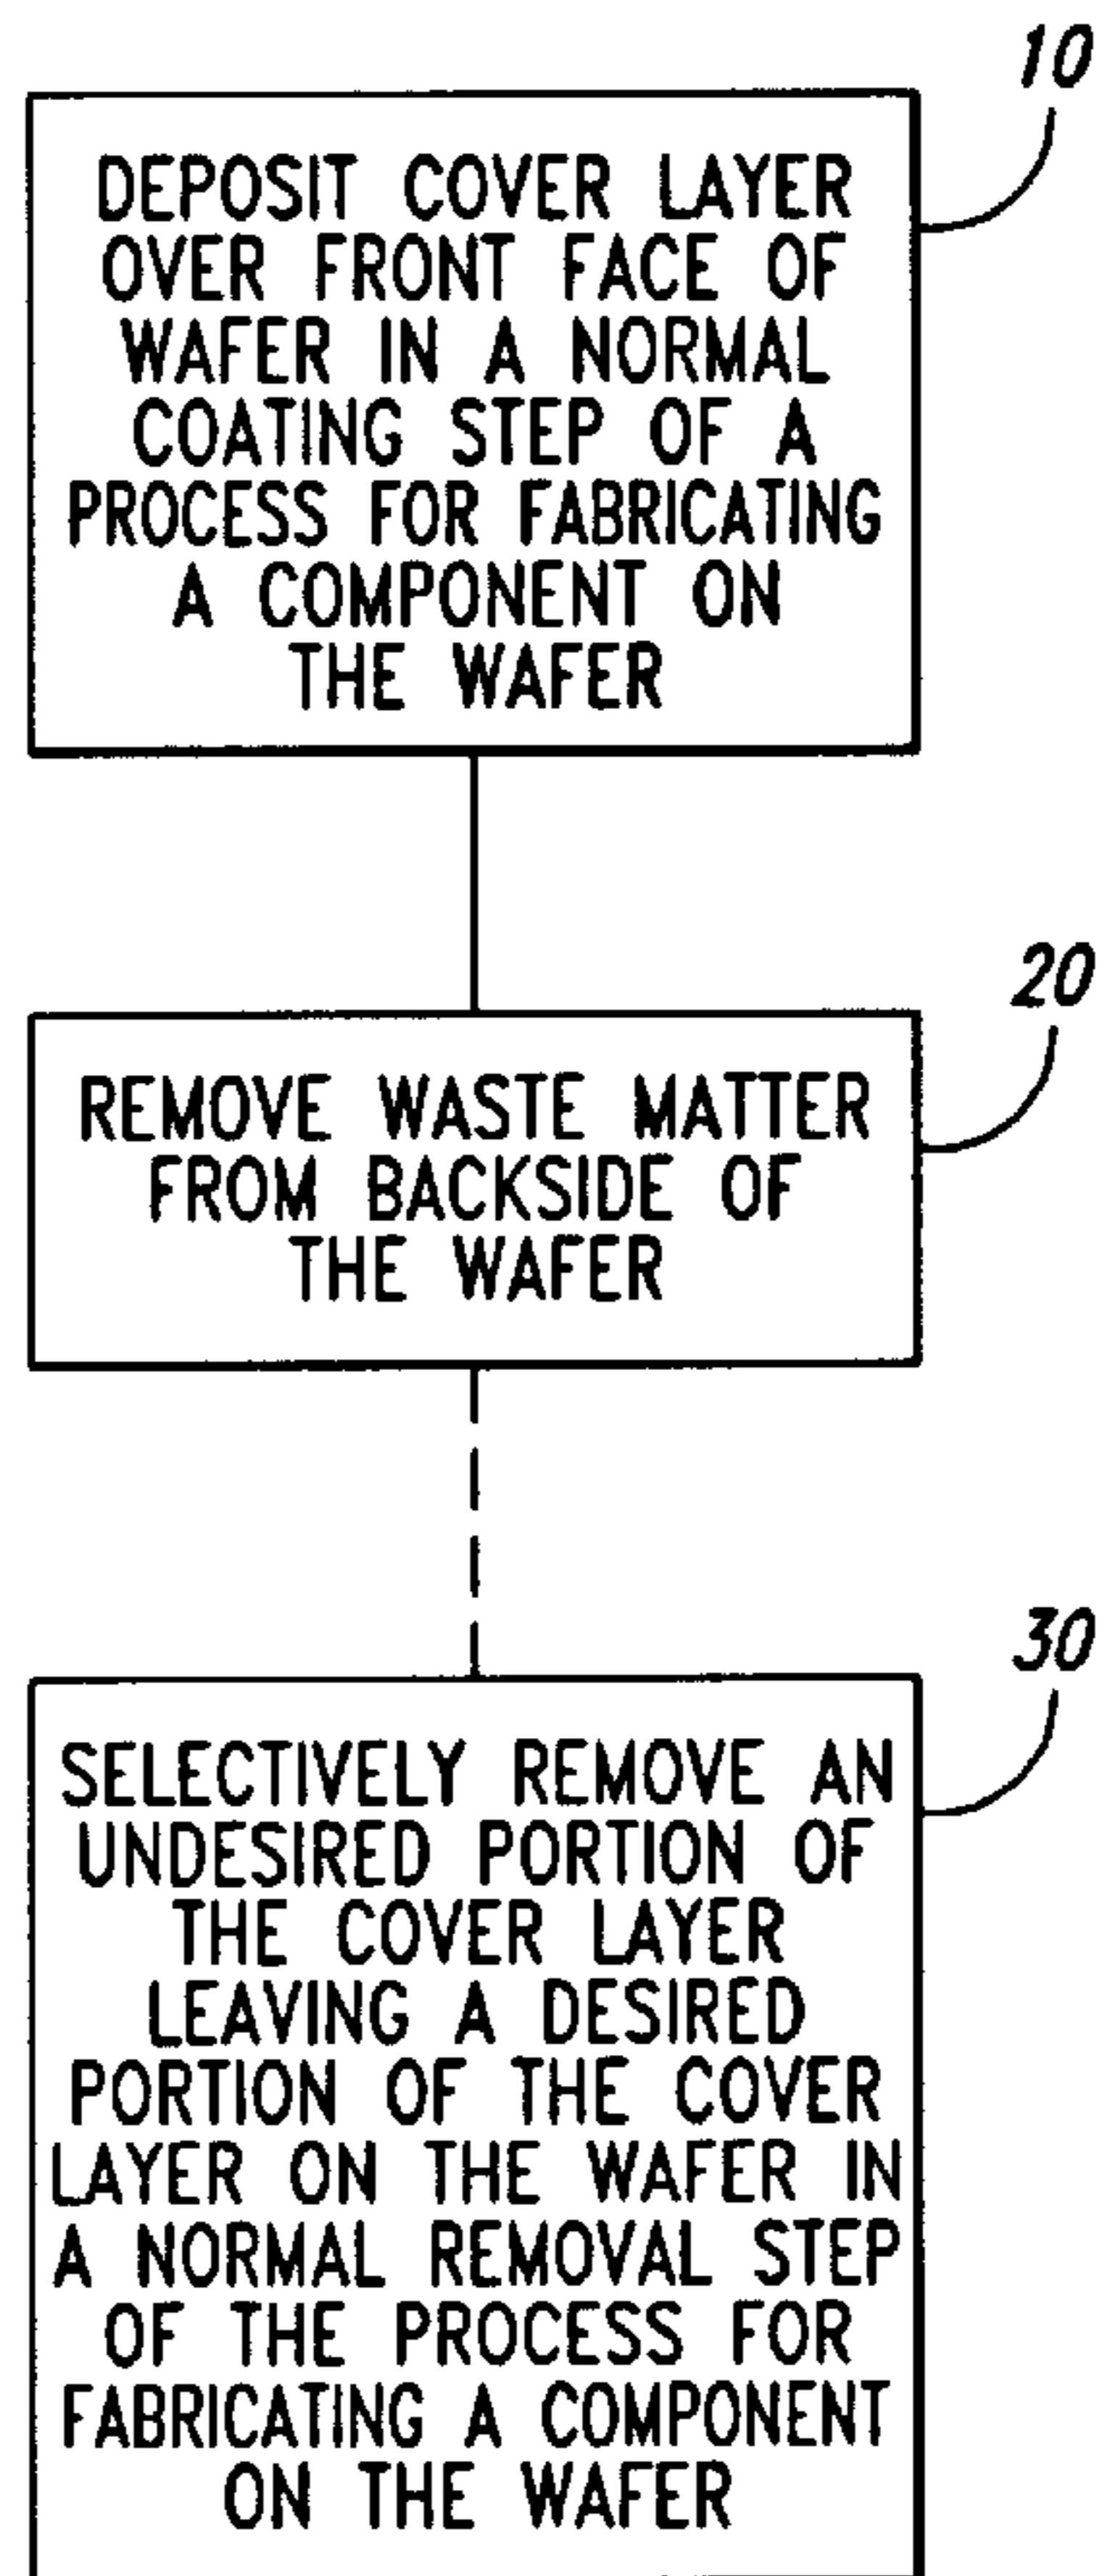 10
DEPOSIT COVER LAYER
OVER FRONT FACE OF
WAFER IN A NORMAL
COATING STEP OF A
PROCESS FOR FABRICATING
A COMPONENT ON
THE WAFER
20
REMOVE WASTE MATTER
FROM BACKSIDE OF
THE WAFER
30
SELECTIVELY REMOVE AN
UNDESIRED PORTION OF
THE COVER LAYER
LEAVING A DESIRED
PORTION OF THE COVER
LAYER ON THE WAFER IN
A NORMAL REMOVAL STEP
OF THE PROCESS FOR
FABRICATING A COMPONENT
ON THE WAFER